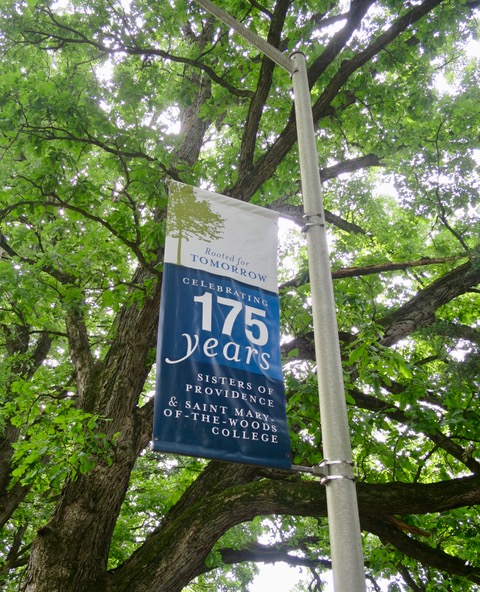 Rooted for
TOMORROW
CELEBRATING
175
years
SISTERS OF
PROVIDENCE
& SAINT MARY-
OF-THE-WOODS
COLLEGE